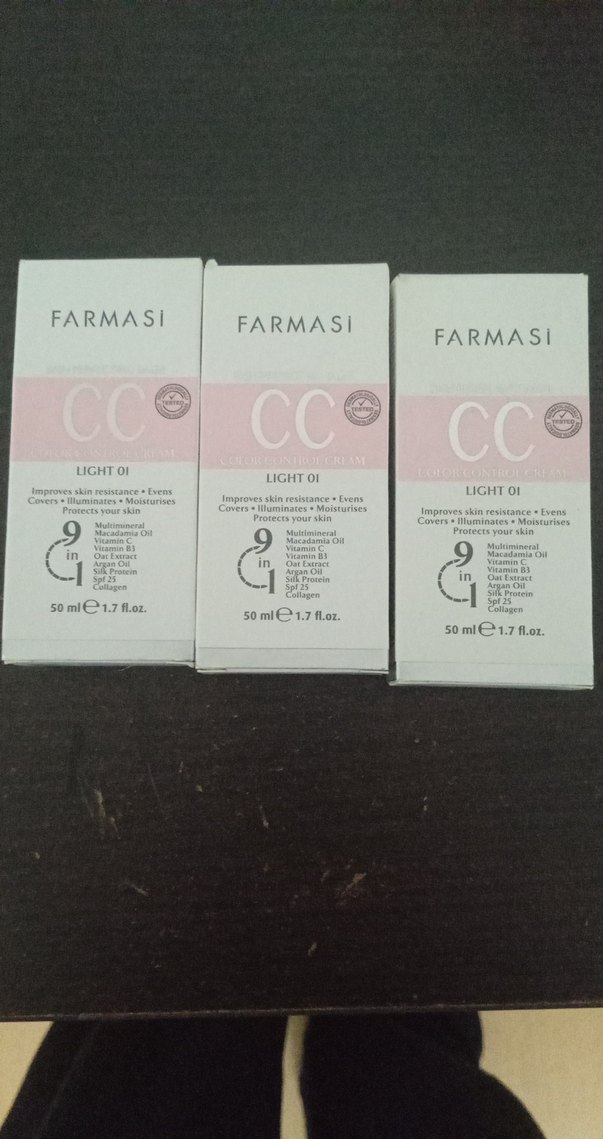 FARMASİ
CC
TESTED
COLOR CONTROL CREAM
LIGHT 01
Improves skin resistance • Evens
Covers • Illuminates • Moisturises
Protects your skin
9 in 1
Multimineral
Macadamia Oil
Vitamin C
Vitamin B3
Oat Extract
Argan Oil
Silk Protein
Spf 25
Collagen
50 ml e 1.7 fl.oz.
FARMASİ
CC
TESTED
COLOR CONTROL CREAM
LIGHT 01
Improves skin resistance • Evens
Covers • Illuminates • Moisturises
Protects your skin
9 in 1
Multimineral
Macadamia Oil
Vitamin C
Vitamin B3
Oat Extract
Argan Oil
Silk Protein
Spf 25
Collagen
50 ml e 1.7 fl.oz.
FARMASİ
CC
TESTED
COLOR CONTROL CREAM
LIGHT 01
Improves skin resistance • Evens
Covers • Illuminates • Moisturises
Protects your skin
9 in 1
Multimineral
Macadamia Oil
Vitamin C
Vitamin B3
Oat Extract
Argan Oil
Silk Protein
Spf 25
Collagen
50 ml e 1.7 fl.oz.